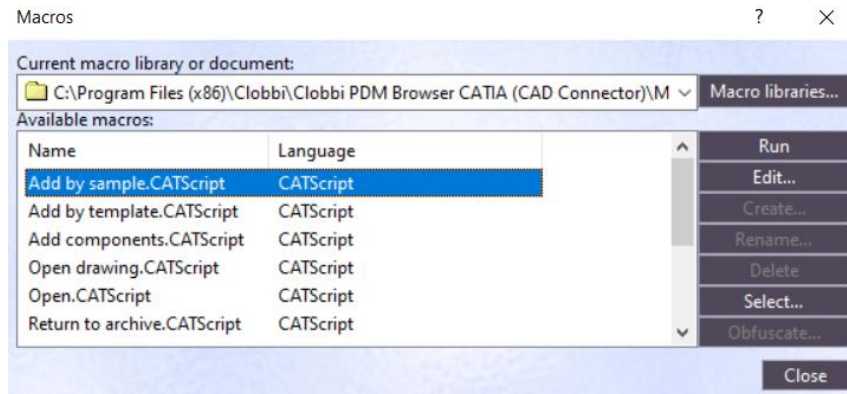 Macros ?
Current macro library or document:
C:\Program Files (x86)\Clobbi\Clobbi PDM Browser CATIA (CAD Connector)\M
Macro libraries...
Available macros:
Name Language
Add by sample.CATScript CATScript
Add by template.CATScript CATScript
Add components.CATScript CATScript
Open drawing.CATScript CATScript
Open.CATScript CATScript
Return to archive.CATScript CATScript
Run
Edit...
Create...
Rename...
Delete
Select...
Obfuscate...
Close